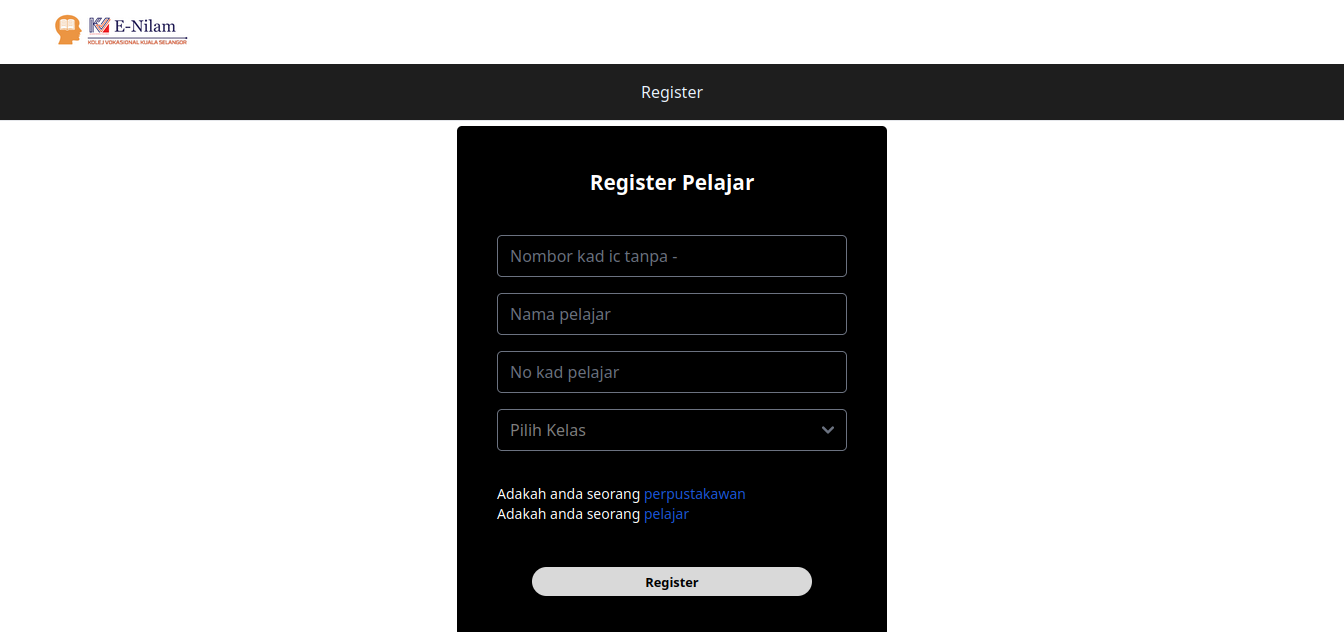 E-Nilam
KOLEJ VOKASIONAL KUALA SELANGOR
Register
Register Pelajar
Nombor kad ic tanpa -
Nama pelajar
No kad pelajar
Pilih Kelas
Adakah anda seorang perpustakawan
Adakah anda seorang pelajar
Register